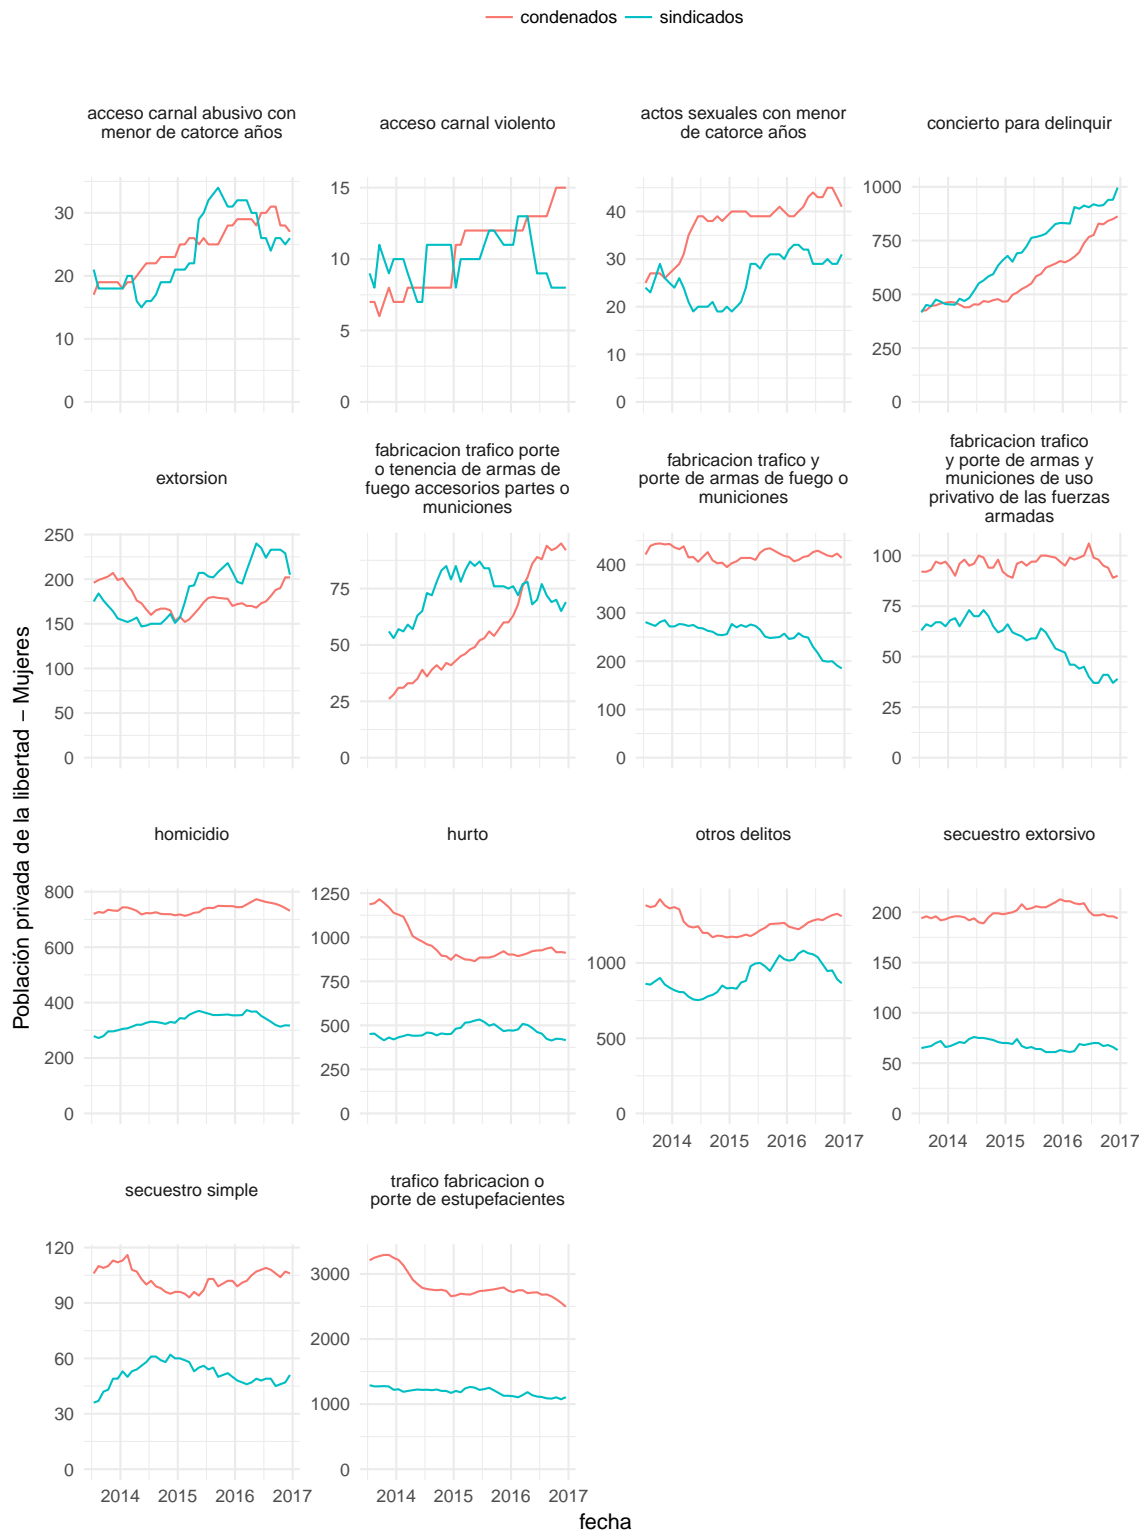 condenados sindicados
acceso carnal abusivo con
menor de catorce años
acceso carnal violento
actos sexuales con menor
de catorce años
concierto para delinquir
30
20
10
0
15
10
5
0
40
30
20
10
0
1000
750
500
250
0
extorsion
fabricacion trafico porte
o tenencia de armas de
fuego accesorios partes o
municiones
fabricacion trafico y
porte de armas de fuego o
municiones
fabricacion trafico
y porte de armas y
municiones de uso
privativo de las fuerzas
armadas
250
200
150
100
50
0
75
50
25
0
400
300
200
100
0
100
75
50
25
0
Población privada de la libertad – Mujeres
homicidio
hurto
otros delitos
secuestro extorsivo
800
600
400
200
0
1250
1000
750
500
250
0
1000
500
0
200
150
100
50
0
2014 2015 2016 2017
2014 2015 2016 2017
secuestro simple
trafico fabricacion o
porte de estupefacientes
120
90
60
30
0
3000
2000
1000
0
2014 2015 2016 2017
2014 2015 2016 2017
fecha